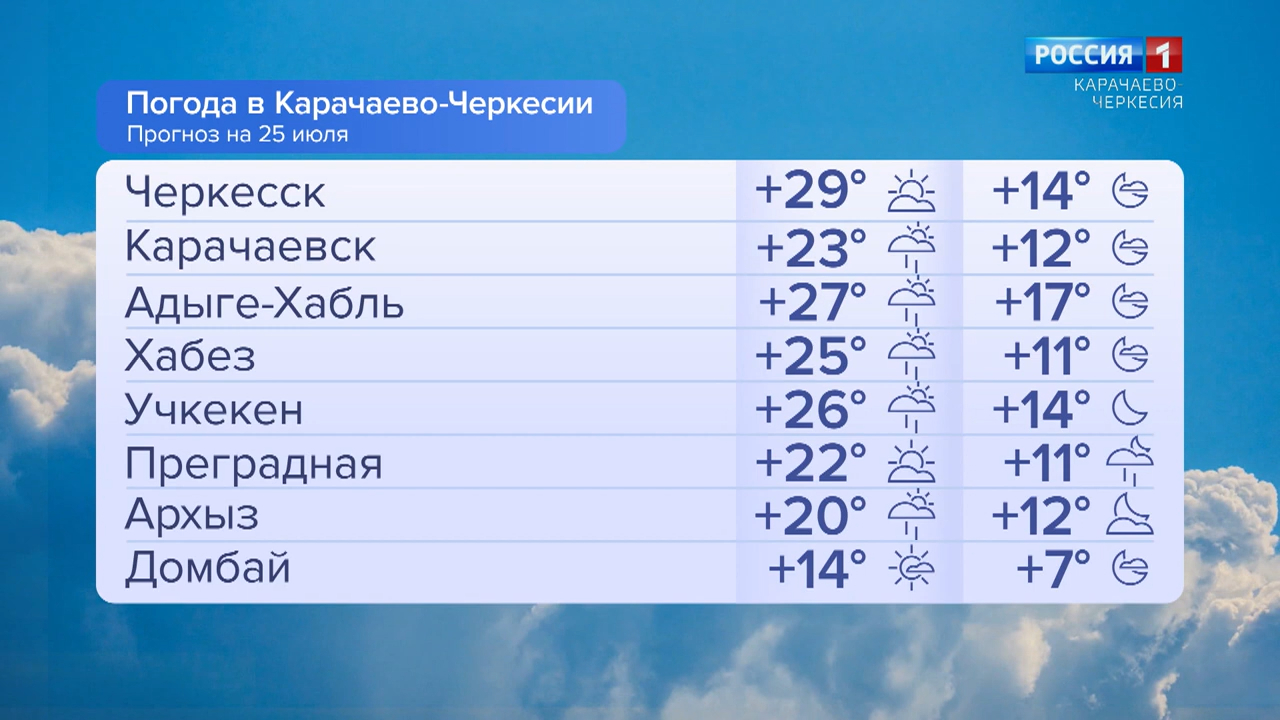 РОССИЯ 1
КАРАЧАЕВО-
ЧЕРКЕСИЯ
Погода в Карачаево-Черкесии
Прогноз на 25 июля
Черкесск +29° +14°
Карачаевск +23° +12°
Адыге-Хабль +27° +17°
Хабез +25° +11°
Учкекен +26° +14°
Преградная +22° +11°
Архыз +20° +12°
Домбай +14° +7°